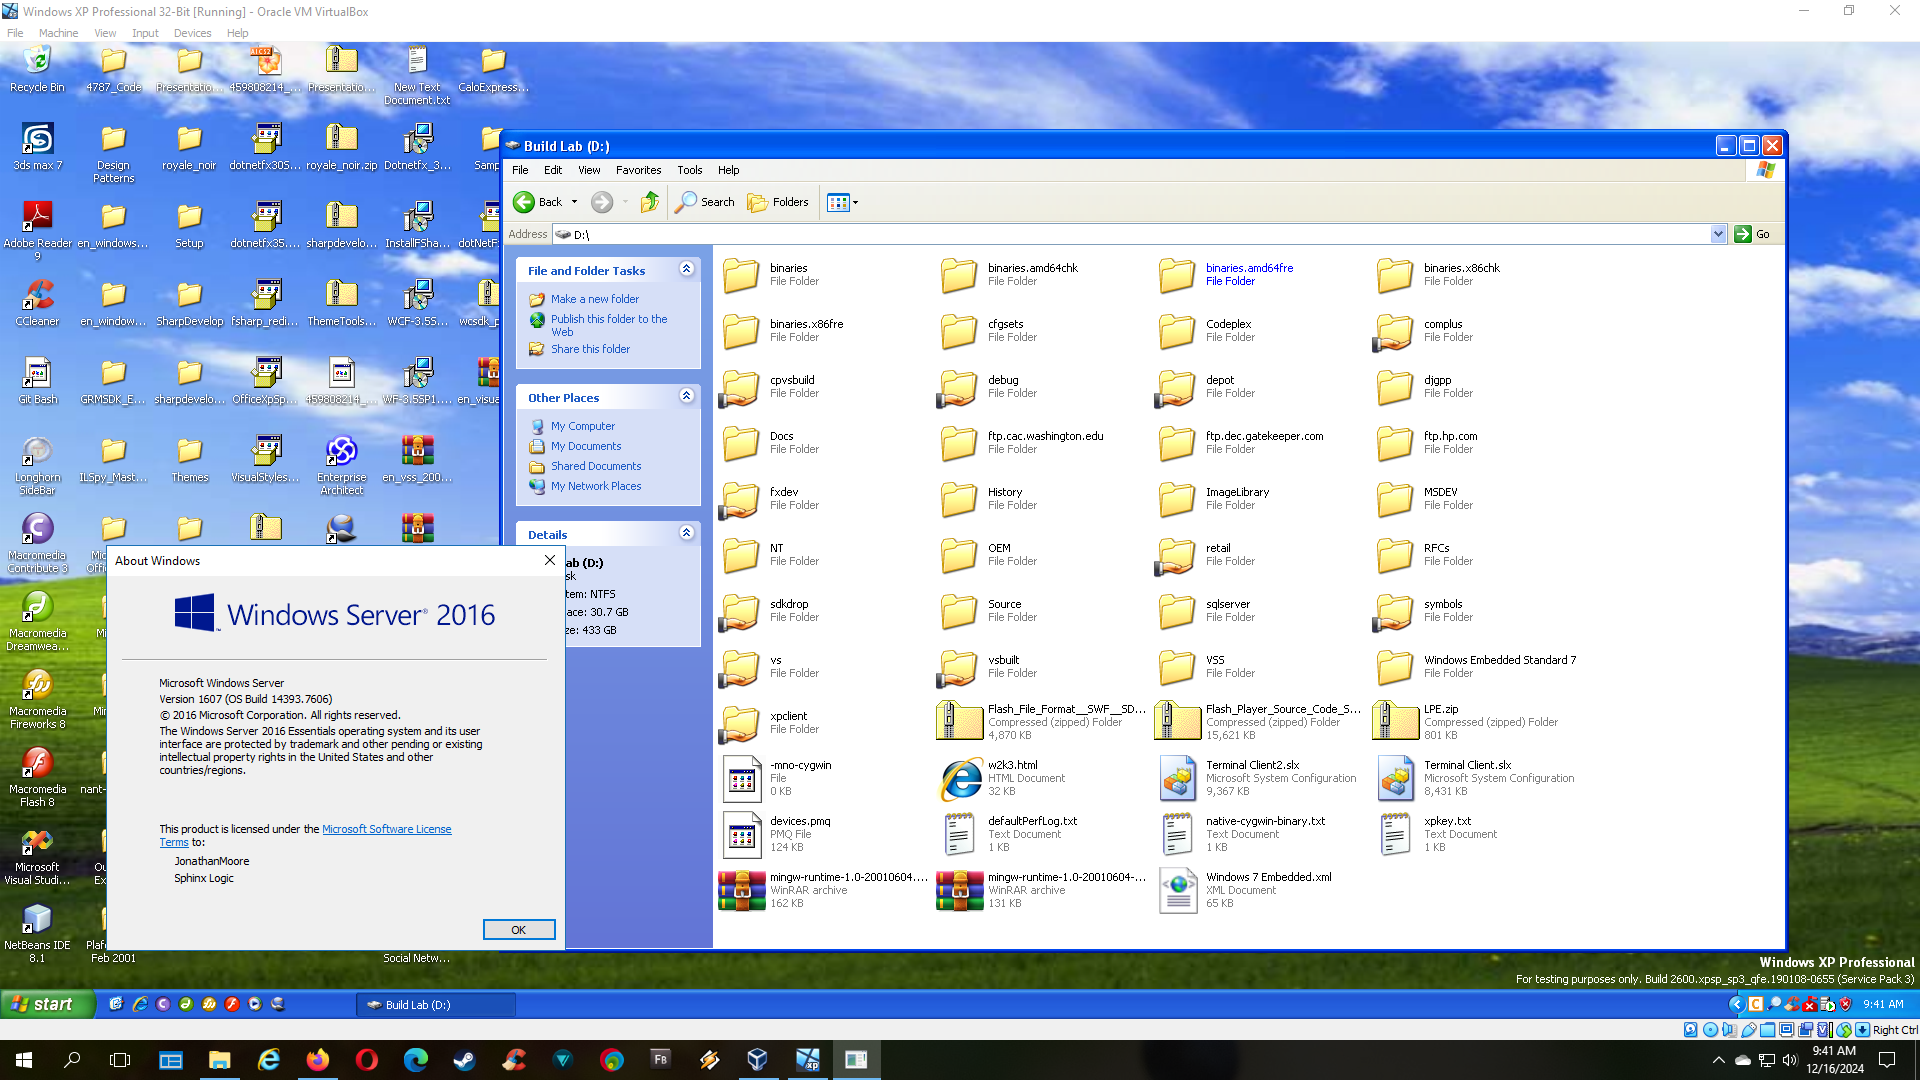 Windows XP Professional 32-Bit [Running] - Oracle VM VirtualBox
File Machine View Input Devices Help
Recycle Bin
4787_Code
Presentatio...
459808214_...
Presentatio...
New Text Document.txt
CaloExpress...
3ds max 7
Design Patterns
royale_noir
dotnetfx30S...
royale_noir.zip
Dotnetfx_3...
Samp
Adobe Reader 9
en_windows...
Setup
dotnetfx35....
sharpdevelo...
InstallFSha...
dotNetF
CCleaner
en_window...
SharpDevelop
fsharp_redi...
ThemeTools...
WCF-3.5S...
wcsdk_p
Git Bash
GRMSDK_E...
sharpdevelo...
OfficeXpSp...
459808214_...
WF-3.5SP1....
en_visua
Longhorn SideBar
ILSpy_Mast...
Themes
VisualStyles...
Enterprise Architect
en_vss_200...
Macromedia Contribute 3
Macromedia Dreamwea...
Macromedia Fireworks 8
Macromedia Flash 8
nant-
Microsoft Visual Studi...
NetBeans IDE 8.1
Feb 2001
Social Netw...
Build Lab (D:)
File Edit View Favorites Tools Help
Back Search Folders
Address D:\ Go
File and Folder Tasks
Make a new folder
Publish this folder to the Web
Share this folder
Other Places
My Computer
My Documents
Shared Documents
My Network Places
Details
ab (D:)
sk
tem: NTFS
ace: 30.7 GB
ze: 433 GB
binaries
File Folder
binaries.amd64chk
File Folder
binaries.amd64fre
File Folder
binaries.x86chk
File Folder
binaries.x86fre
File Folder
cfgsets
File Folder
Codeplex
File Folder
complus
File Folder
cpvsbuild
File Folder
debug
File Folder
depot
File Folder
djgpp
File Folder
Docs
File Folder
ftp.cac.washington.edu
File Folder
ftp.dec.gatekeeper.com
File Folder
ftp.hp.com
File Folder
fxdev
File Folder
History
File Folder
ImageLibrary
File Folder
MSDEV
File Folder
NT
File Folder
OEM
File Folder
retail
File Folder
RFCs
File Folder
sdkdrop
File Folder
Source
File Folder
sqlserver
File Folder
symbols
File Folder
vs
File Folder
vsbuilt
File Folder
VSS
File Folder
Windows Embedded Standard 7
File Folder
xpclient
File Folder
Flash_File_Format__SWF__SD...
Compressed (zipped) Folder
4,870 KB
Flash_Player_Source_Code_S...
Compressed (zipped) Folder
15,621 KB
LPE.zip
Compressed (zipped) Folder
801 KB
-mno-cygwin
File
0 KB
w2k3.html
HTML Document
32 KB
Terminal Client2.slx
Microsoft System Configuration
9,367 KB
Terminal Client.slx
Microsoft System Configuration
8,431 KB
devices.pmq
PMQ File
124 KB
defaultPerfLog.txt
Text Document
1 KB
native-cygwin-binary.txt
Text Document
1 KB
xpkey.txt
Text Document
1 KB
mingw-runtime-1.0-20010604....
WinRAR archive
162 KB
mingw-runtime-1.0-20010604-...
WinRAR archive
131 KB
Windows 7 Embedded.xml
XML Document
65 KB
About Windows
Windows Server® 2016
Microsoft Windows Server
Version 1607 (OS Build 14393.7606)
© 2016 Microsoft Corporation. All rights reserved.
The Windows Server 2016 Essentials operating system and its user
interface are protected by trademark and other pending or existing
intellectual property rights in the United States and other
countries/regions.
This product is licensed under the Microsoft Software License
Terms to:
JonathanMoore
Sphinx Logic
OK
Windows XP Professional
For testing purposes only. Build 2600.xpsp_sp3_qfe.190108-0655 (Service Pack 3)
start
Build Lab (D:)
9:41 AM
Right Ctrl
9:41 AM
12/16/2024